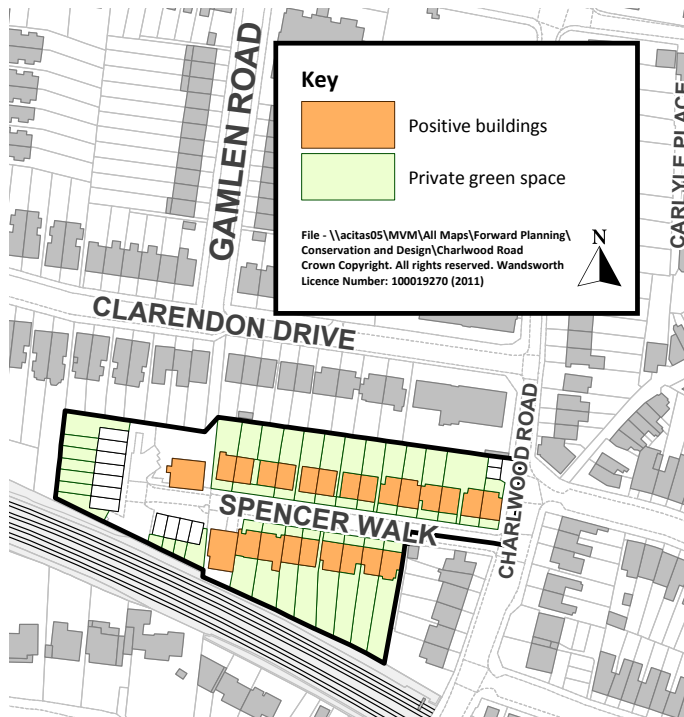 GAMLEN ROAD
CARLYLE PLACE
Key
Positive buildings
Private green space
File - \\acitas05\MVM\All Maps\Forward Planning\
Conservation and Design\Charlwood Road
Crown Copyright. All rights reserved. Wandsworth
Licence Number: 100019270 (2011)
N
CLARENDON DRIVE
CHARLWOOD ROAD
SPENCER WALK